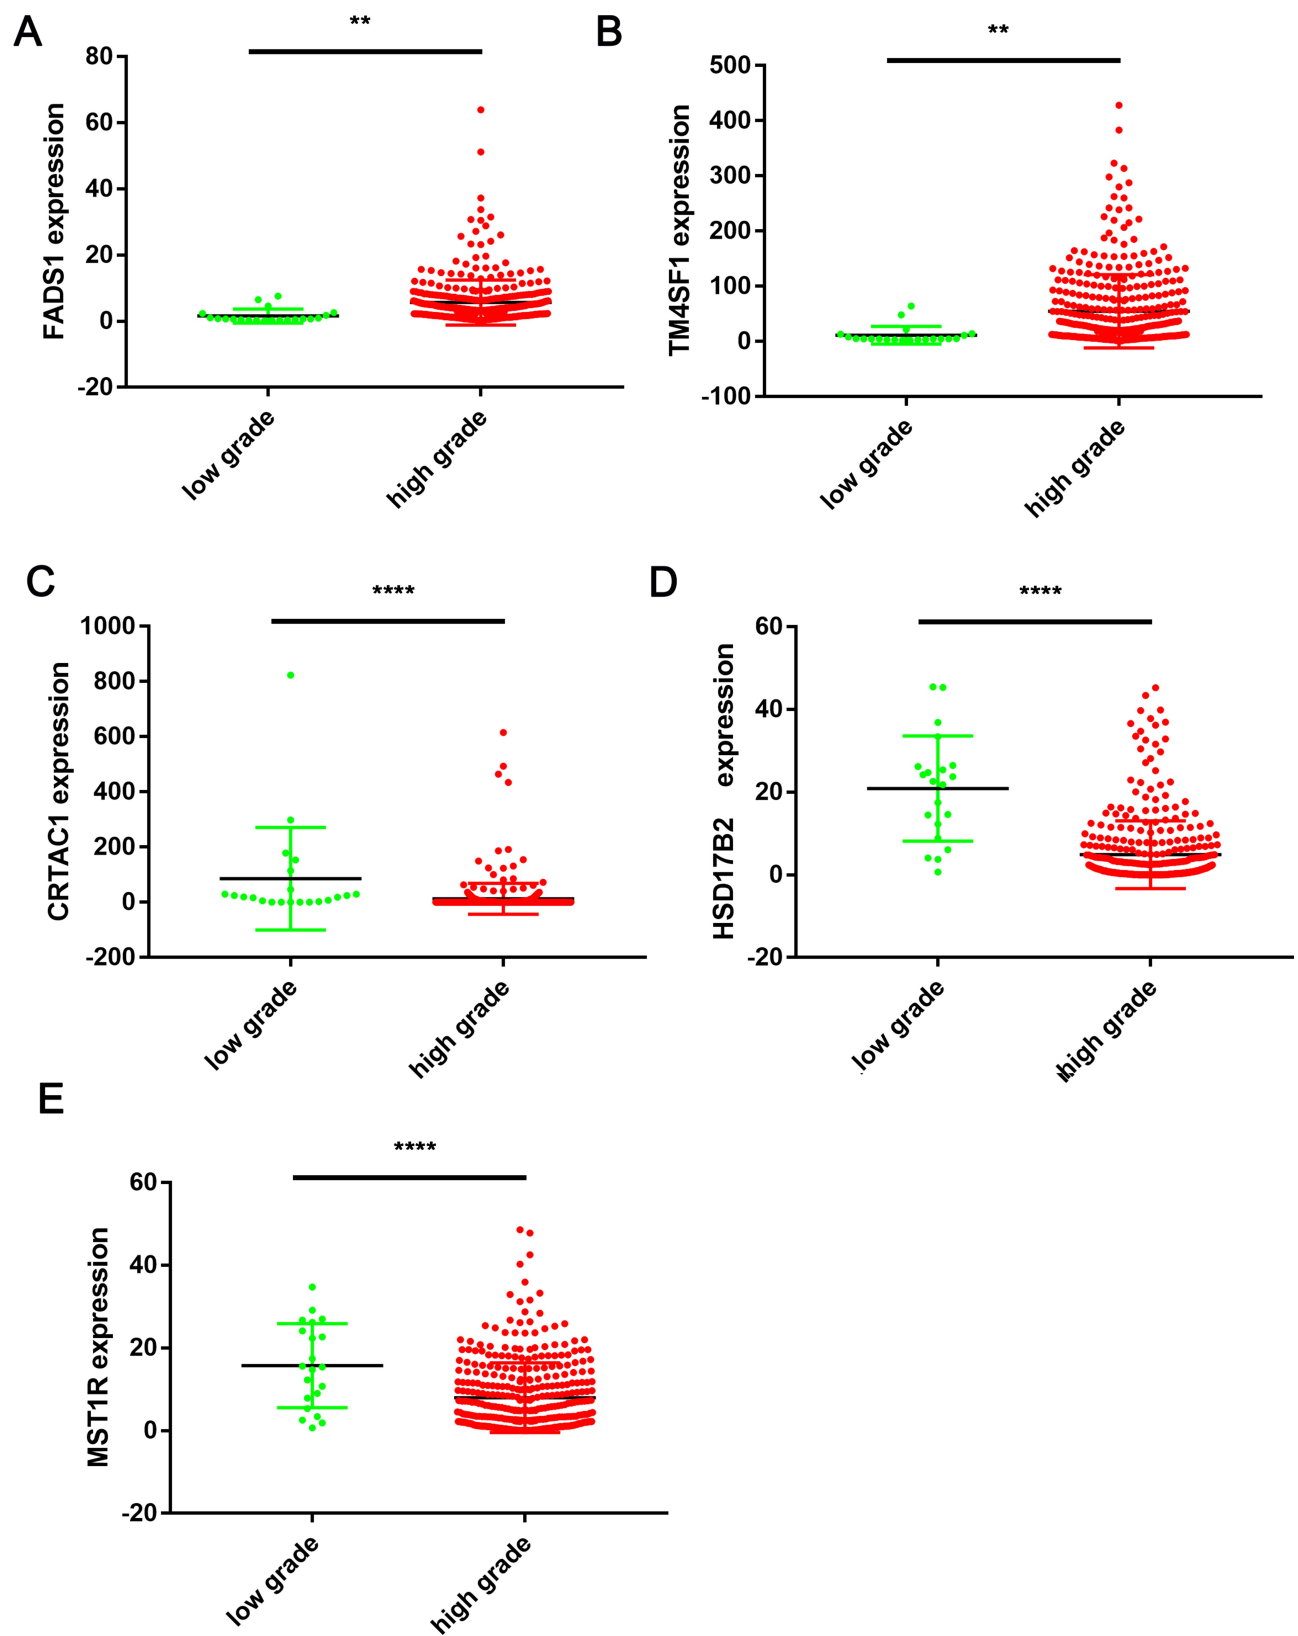 A
**
FADS1 expression
80
60
40
20
0
-20
low grade
high grade
B
**
TM4SF1 expression
500
400
300
200
100
0
-100
low grade
high grade
C
****
CRTAC1 expression
1000
800
600
400
200
0
-200
low grade
high grade
D
****
HSD17B2 expression
60
40
20
0
-20
low grade
high grade
E
****
MST1R expression
60
40
20
0
-20
low grade
high grade